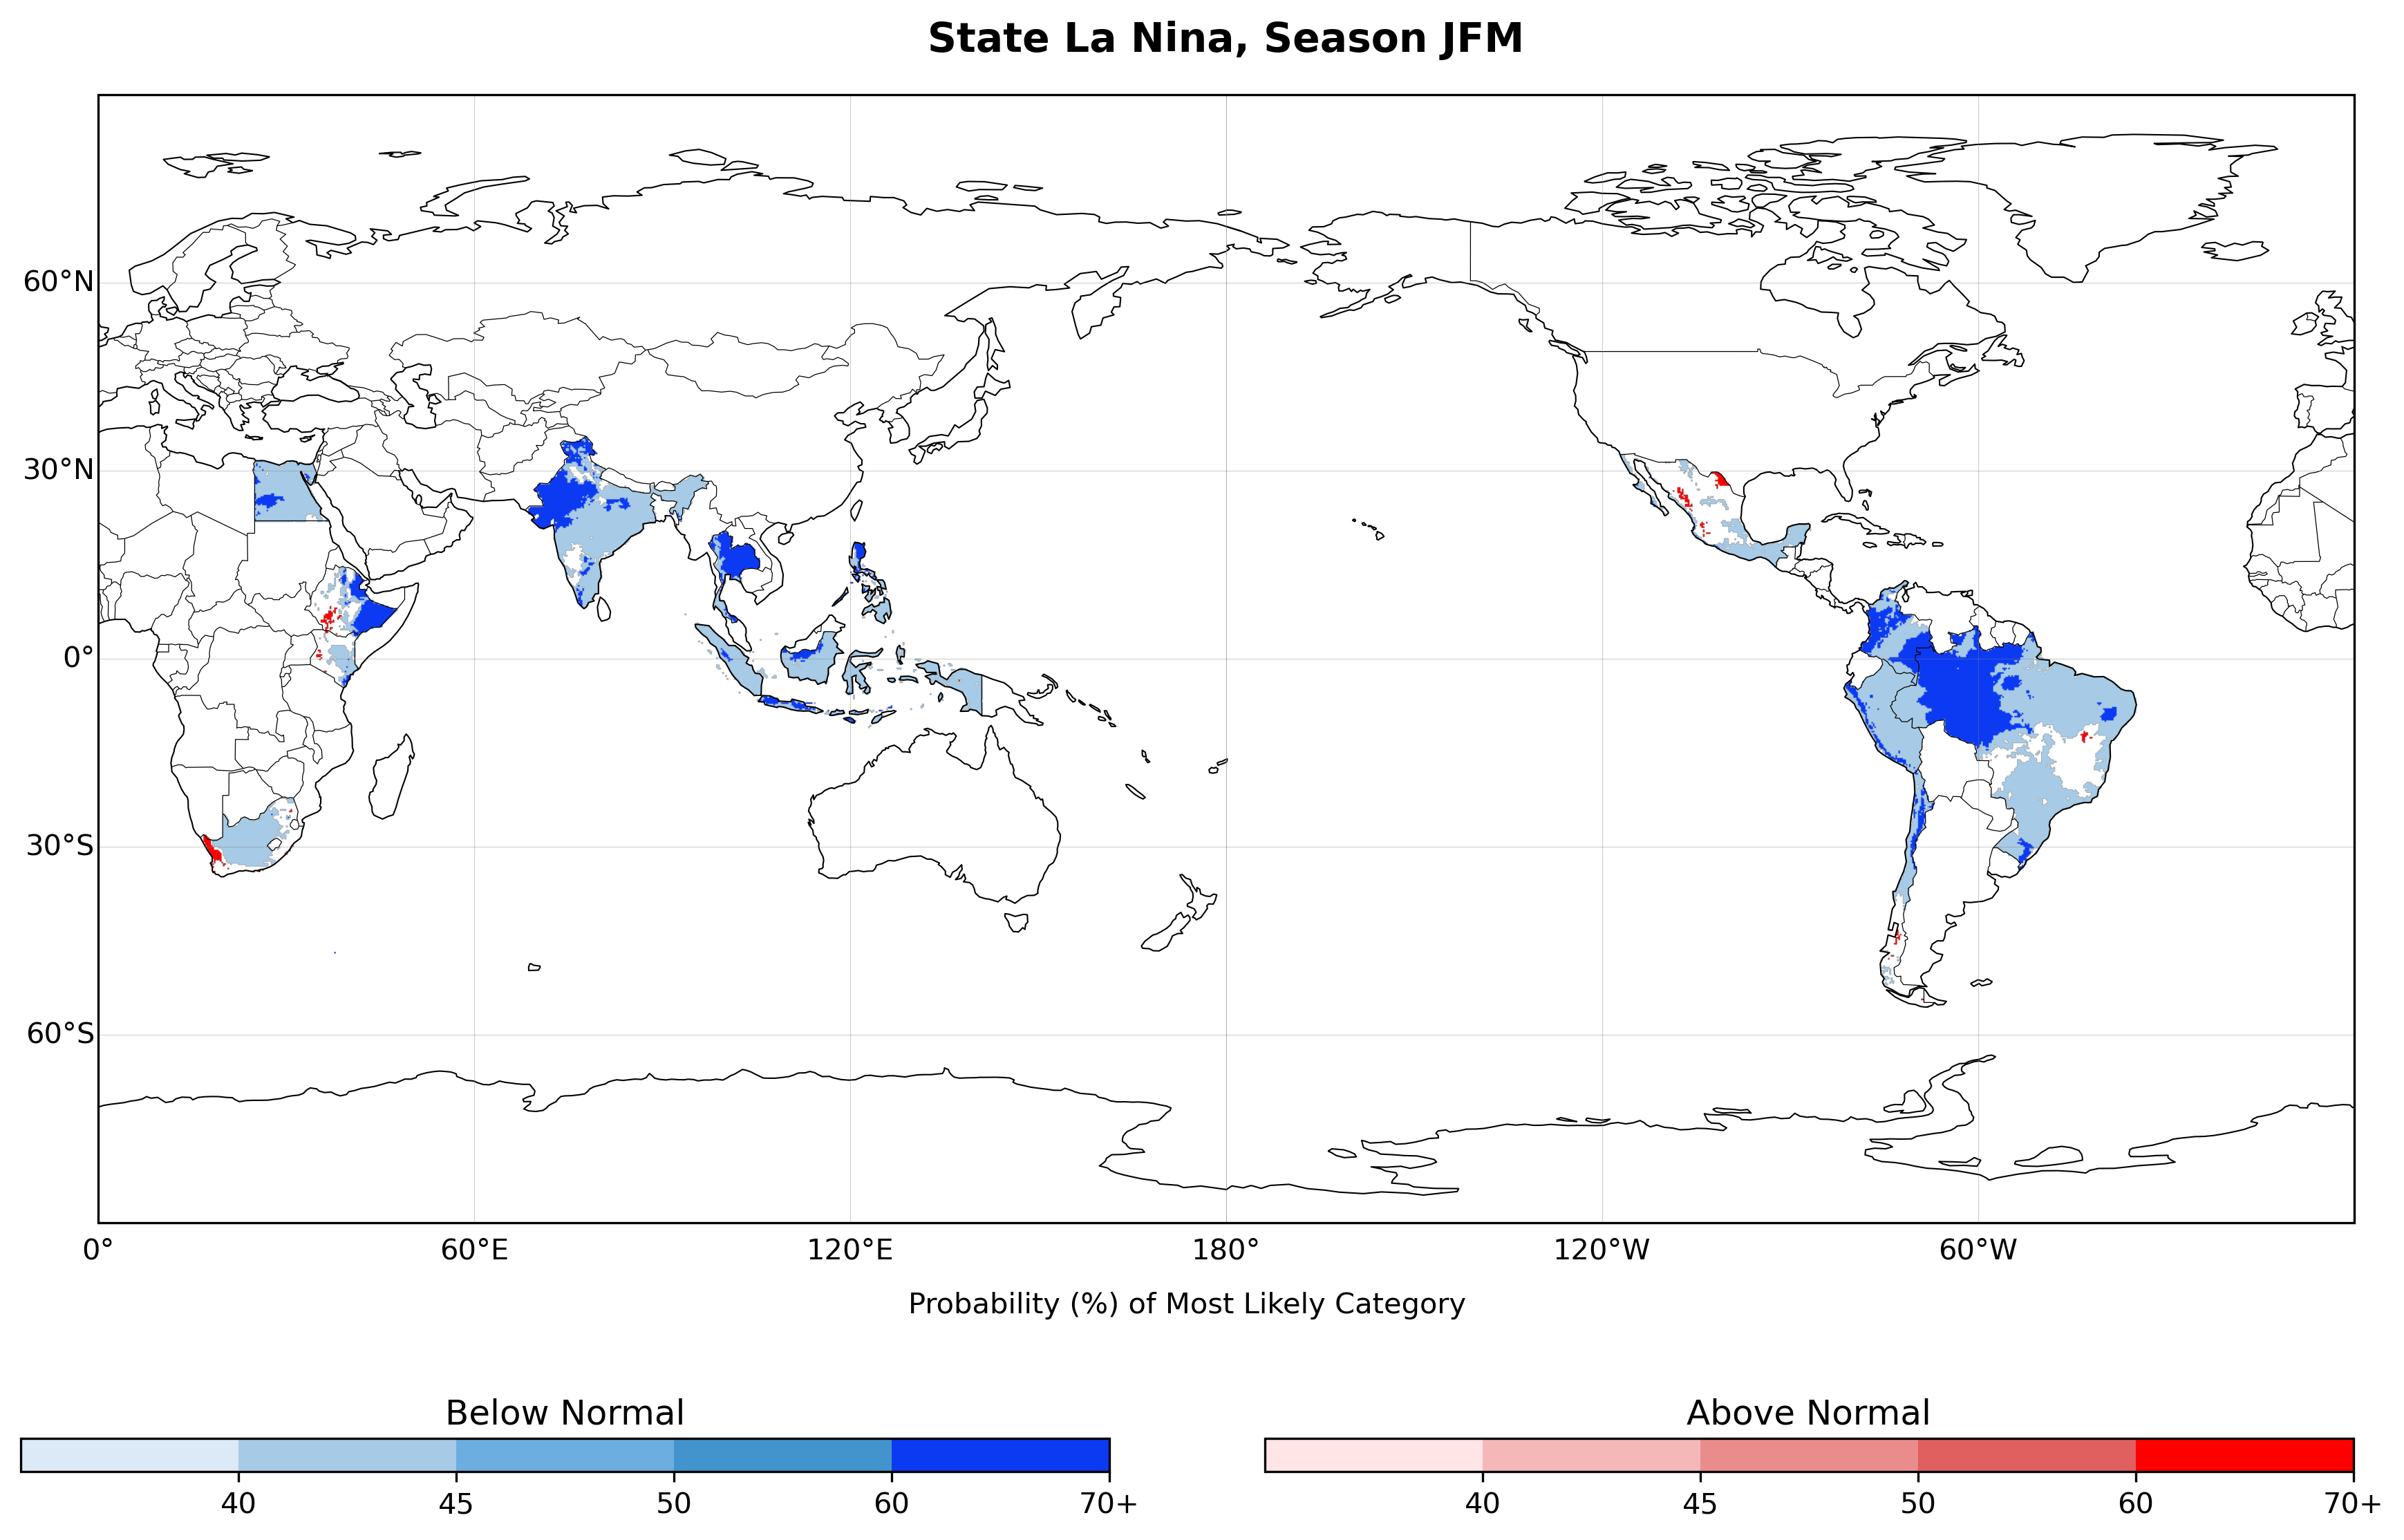 State La Nina, Season JFM
60°N
30°N
0°
30°S
60°S
0° 60°E 120°E 180° 120°W 60°W
Probability (%) of Most Likely Category
Below Normal
40 45 50 60 70+
Above Normal
40 45 50 60 70+